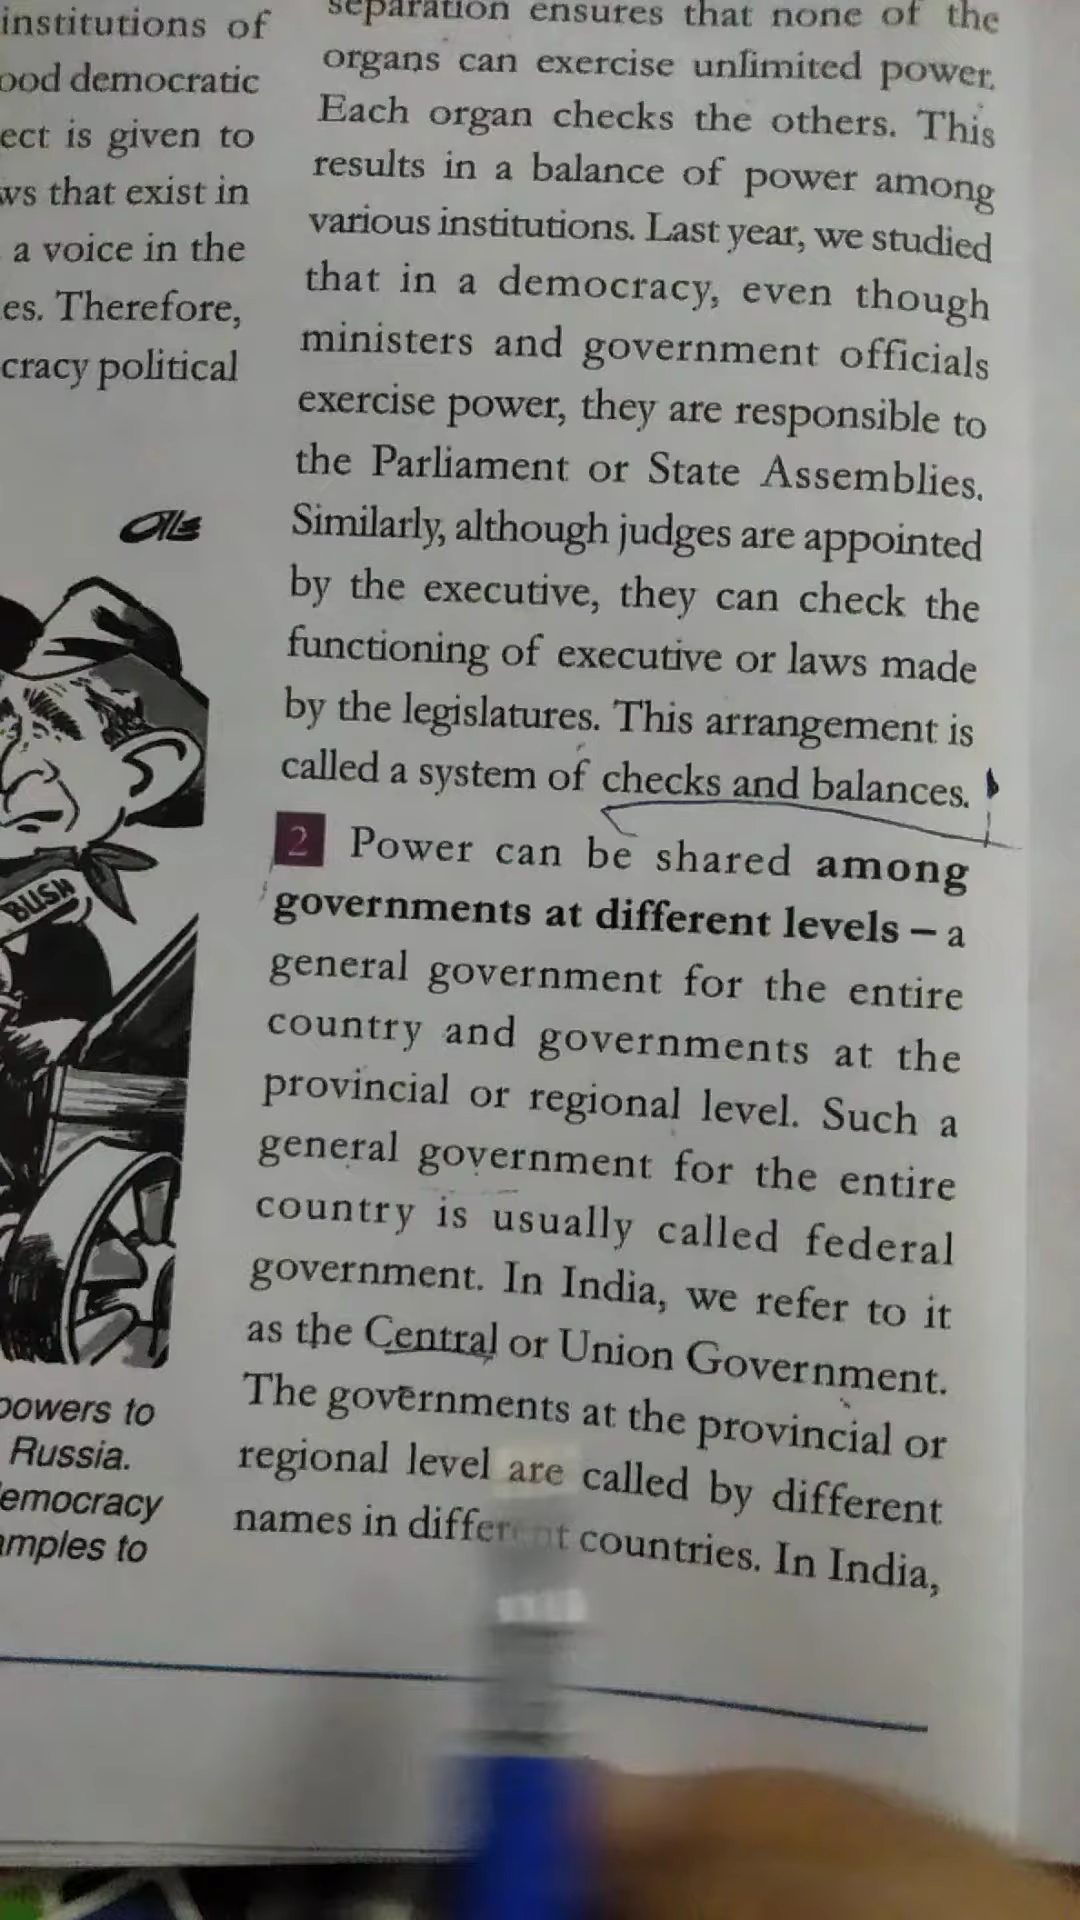 institutions of
ood democratic
ect is given to
ws that exist in
a voice in the
es. Therefore,
cracy political
OllE
BUSH
powers to
Russia.
emocracy
amples to
separation ensures that none of the
organs can exercise unlimited power.
Each organ checks the others. This
results in a balance of power among
various institutions. Last year, we studied
that in a democracy, even though
ministers and government officials
exercise power, they are responsible to
the Parliament or State Assemblies.
Similarly, although judges are appointed
by the executive, they can check the
functioning of executive or laws made
by the legislatures. This arrangement is
called a system of checks and balances.
2 Power can be shared among
governments at different levels – a
general government for the entire
country and governments at the
provincial or regional level. Such a
general government for the entire
country is usually called federal
government. In India, we refer to it
as the Central or Union Government.
The governments at the provincial or
regional level are called by different
names in different countries. In India,